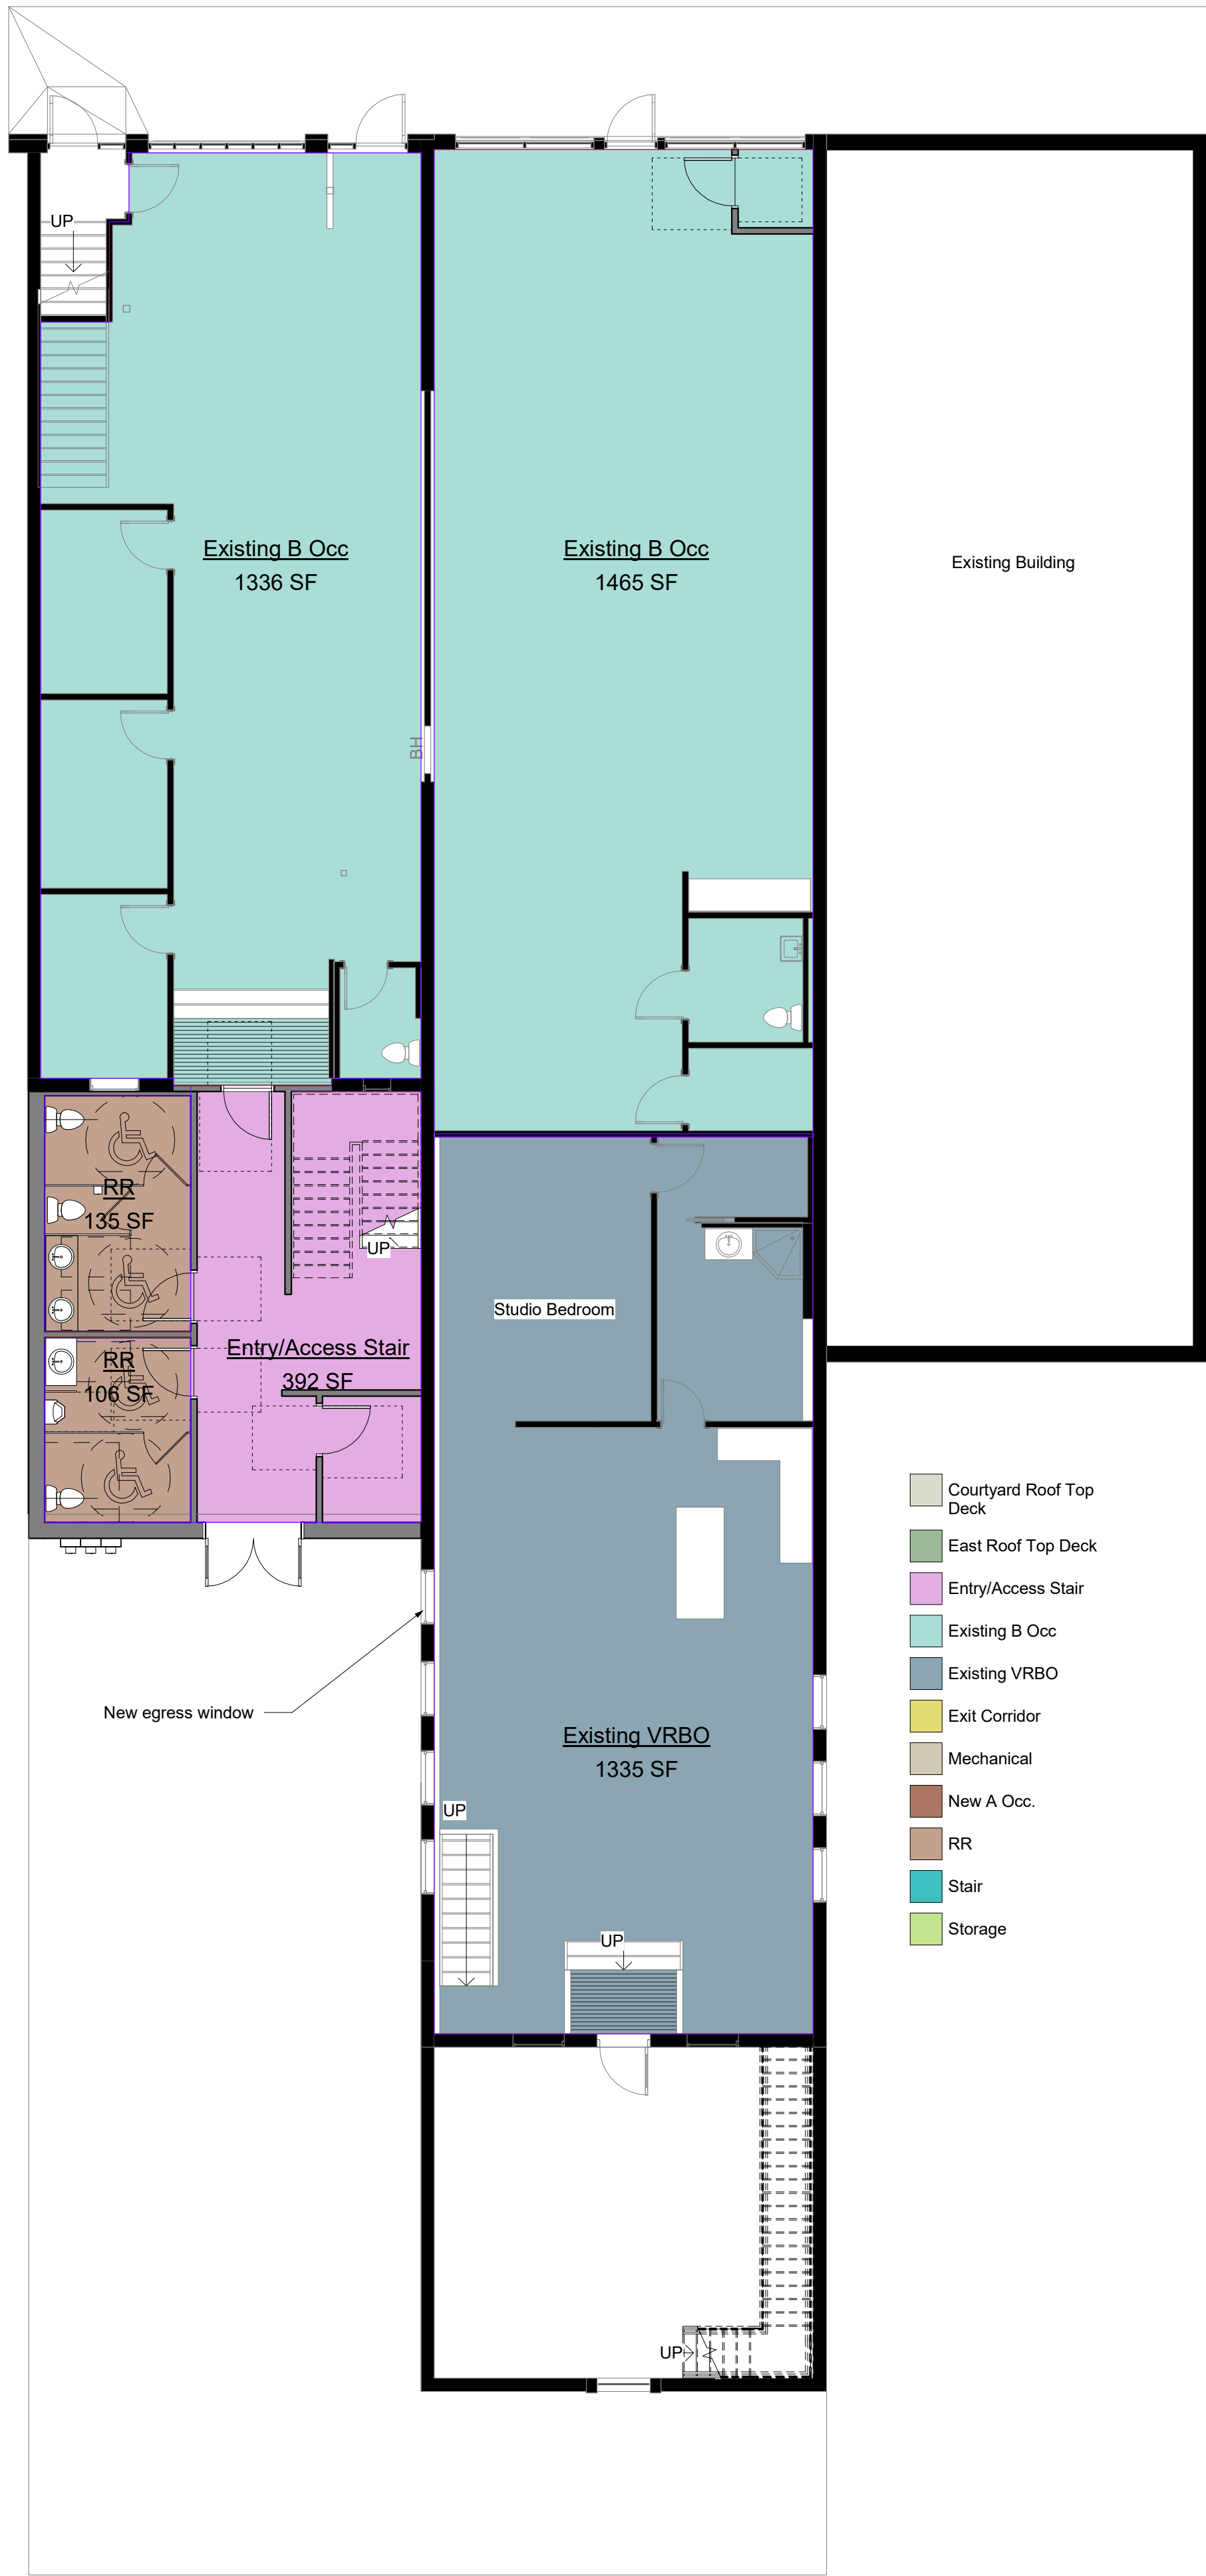 UP
Existing B Occ
1336 SF
Existing B Occ
1465 SF
Existing Building
BH
RR
135 SF
UP
Studio Bedroom
Entry/Access Stair
392 SF
RR
106 SF
Courtyard Roof Top
Deck
East Roof Top Deck
Entry/Access Stair
Existing B Occ
Existing VRBO
Exit Corridor
Mechanical
New A Occ.
RR
Stair
Storage
New egress window
Existing VRBO
1335 SF
UP
UP
UP